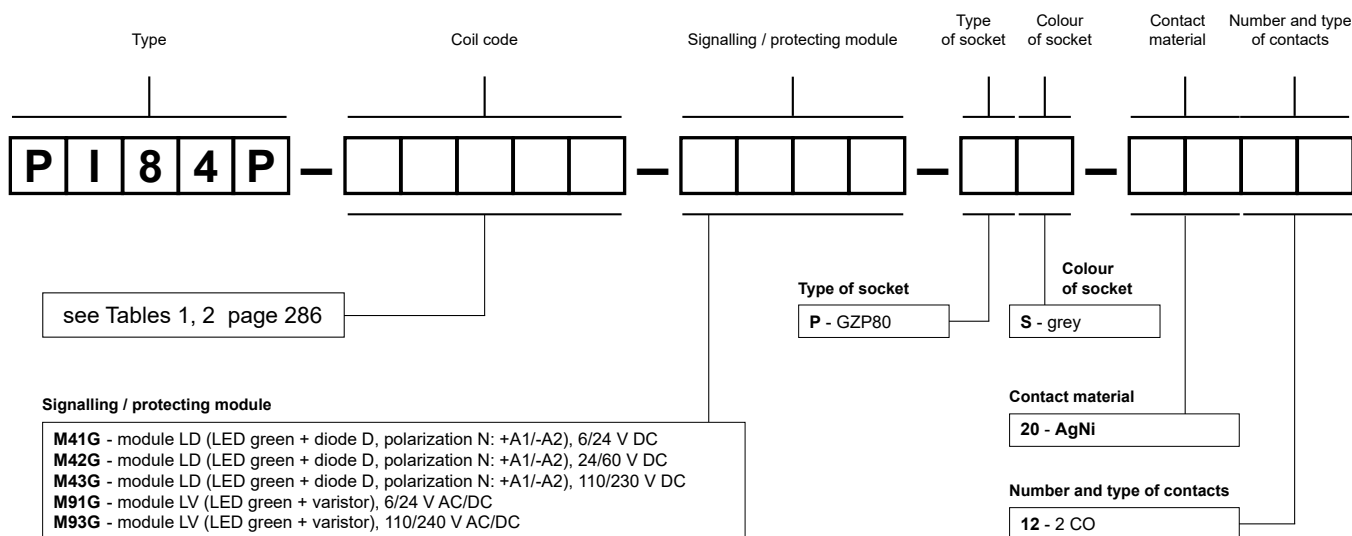 Type
Coil code
Signalling / protecting module
Type
of socket
Colour
of socket
Contact
material
Number and type
of contacts
P I 8 4 P – – – –
see Tables 1, 2 page 286
Type of socket
P - GZP80
Colour
of socket
S - grey
Signalling / protecting module
M41G - module LD (LED green + diode D, polarization N: +A1/-A2), 6/24 V DC
M42G - module LD (LED green + diode D, polarization N: +A1/-A2), 24/60 V DC
M43G - module LD (LED green + diode D, polarization N: +A1/-A2), 110/230 V DC
M91G - module LV (LED green + varistor), 6/24 V AC/DC
M93G - module LV (LED green + varistor), 110/240 V AC/DC
Contact material
20 - AgNi
Number and type of contacts
12 - 2 CO